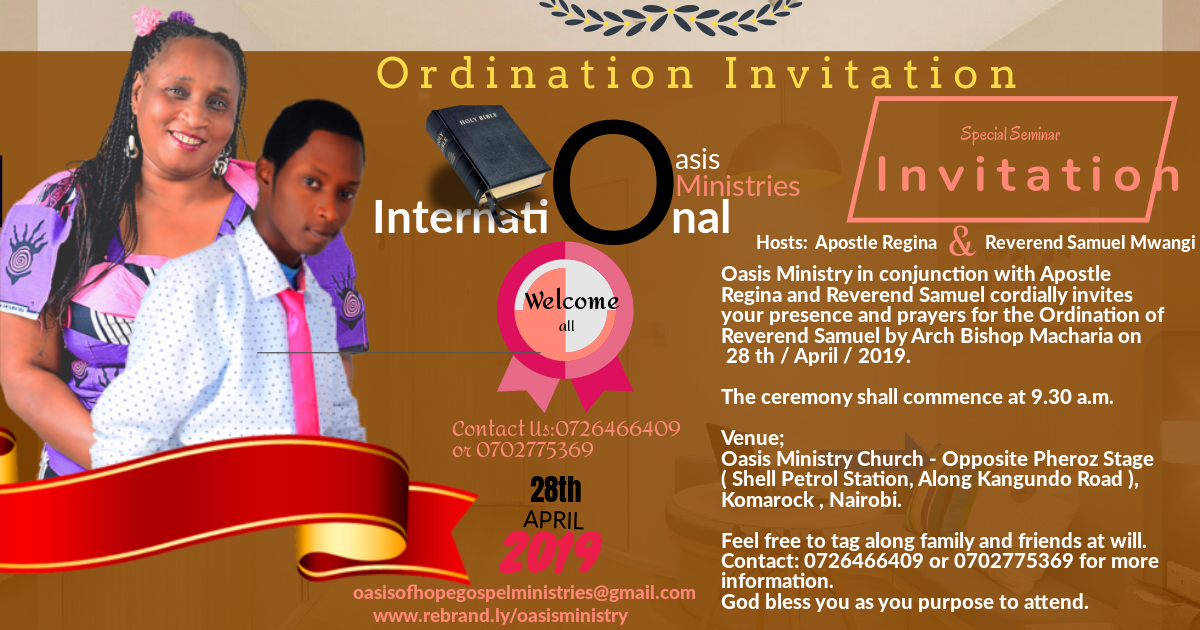 Ordination Invitation
HOLY BIBLE
Oasis
Ministries
InternatiOnal
Special Seminar
Invitation
Hosts: Apostle Regina & Reverend Samuel Mwangi
Oasis Ministry in conjunction with Apostle
Regina and Reverend Samuel cordially invites
your presence and prayers for the Ordination of
Reverend Samuel by Arch Bishop Macharia on
28 th / April / 2019.
The ceremony shall commence at 9.30 a.m.
Venue;
Oasis Ministry Church - Opposite Pheroz Stage
( Shell Petrol Station, Along Kangundo Road ),
Komarock , Nairobi.
Feel free to tag along family and friends at will.
Contact: 0726466409 or 0702775369 for more
information.
God bless you as you purpose to attend.
Welcome
all
Contact Us:0726466409
or 0702775369
28th
APRIL
2019
oasisofhopegospelministries@gmail.com
www.rebrand.ly/oasisministry